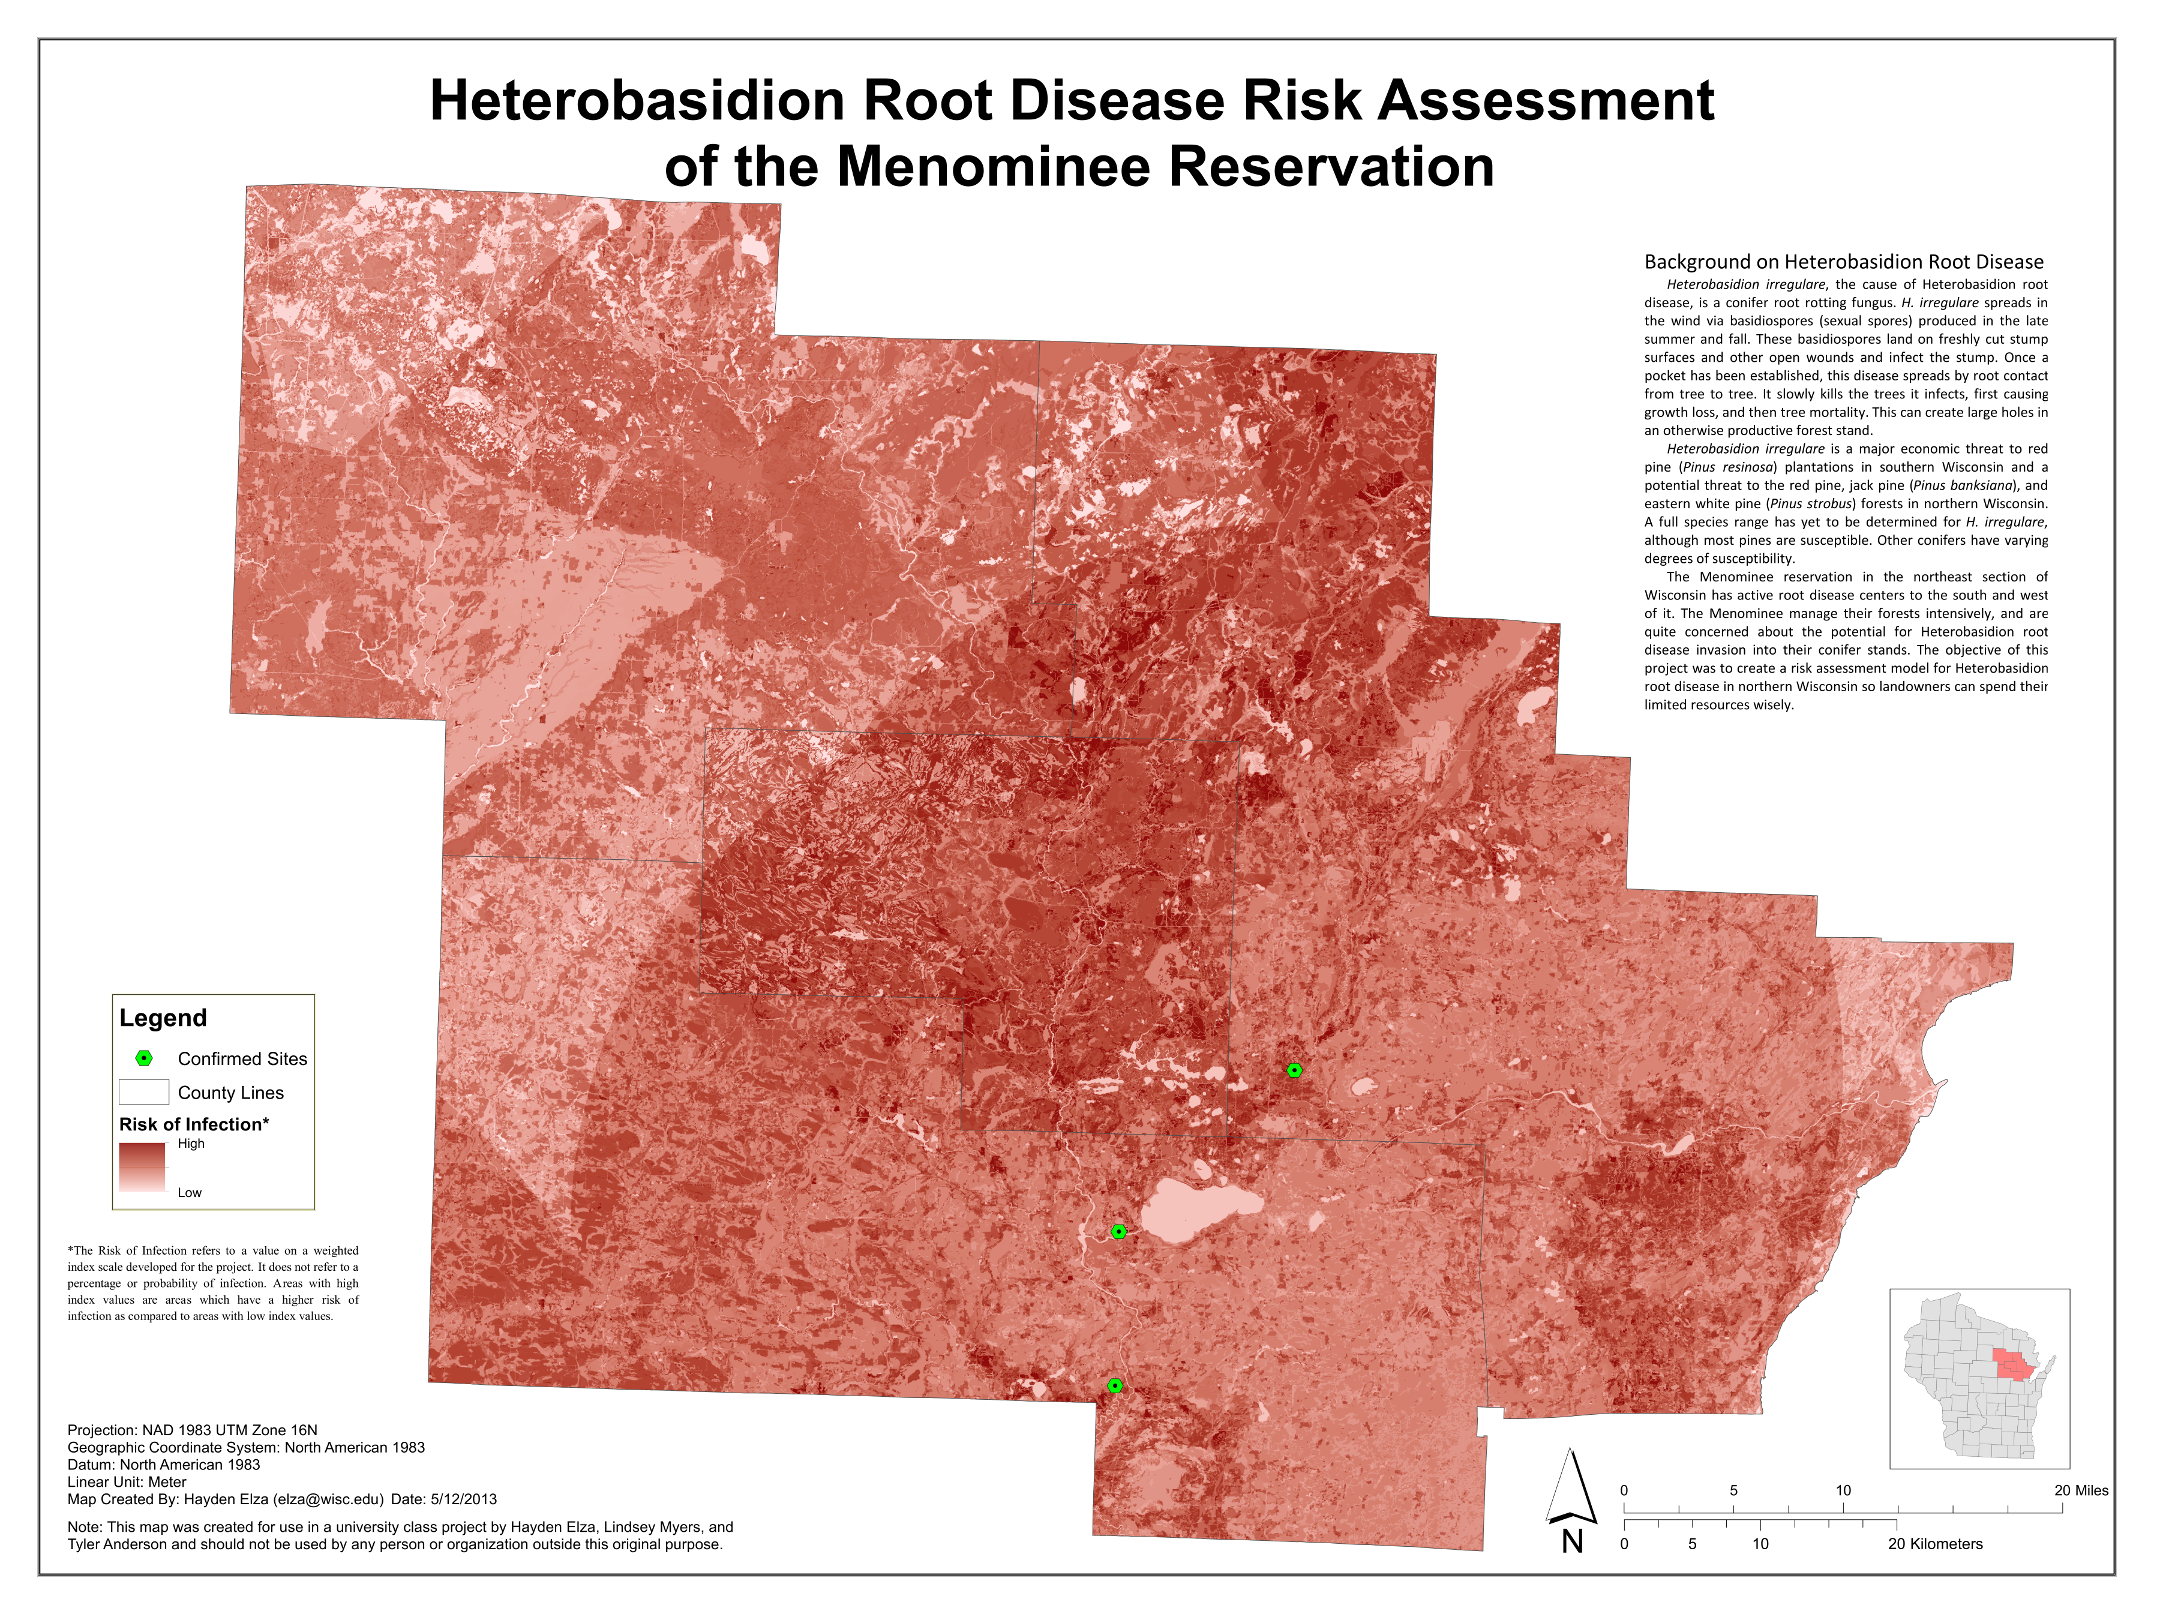 Heterobasidion Root Disease Risk Assessment
of the Menominee Reservation
Background on Heterobasidion Root Disease
Heterobasidion irregulare, the cause of Heterobasidion root
disease, is a conifer root rotting fungus. H. irregulare spreads in
the wind via basidiospores (sexual spores) produced in the late
summer and fall. These basidiospores land on freshly cut stump
surfaces and other open wounds and infect the stump. Once a
pocket has been established, this disease spreads by root contact
from tree to tree. It slowly kills the trees it infects, first causing
growth loss, and then tree mortality. This can create large holes in
an otherwise productive forest stand.
Heterobasidion irregulare is a major economic threat to red
pine (Pinus resinosa) plantations in southern Wisconsin and a
potential threat to the red pine, jack pine (Pinus banksiana), and
eastern white pine (Pinus strobus) forests in northern Wisconsin.
A full species range has yet to be determined for H. irregulare,
although most pines are susceptible. Other conifers have varying
degrees of susceptibility.
The Menominee reservation in the northeast section of
Wisconsin has active root disease centers to the south and west
of it. The Menominee manage their forests intensively, and are
quite concerned about the potential for Heterobasidion root
disease invasion into their conifer stands. The objective of this
project was to create a risk assessment model for Heterobasidion
root disease in northern Wisconsin so landowners can spend their
limited resources wisely.
Legend
Confirmed Sites
County Lines
Risk of Infection*
High
Low
*The Risk of Infection refers to a value on a weighted
index scale developed for the project. It does not refer to a
percentage or probability of infection. Areas with high
index values are areas which have a higher risk of
infection as compared to areas with low index values.
Projection: NAD 1983 UTM Zone 16N
Geographic Coordinate System: North American 1983
Datum: North American 1983
Linear Unit: Meter
Map Created By: Hayden Elza (elza@wisc.edu) Date: 5/12/2013
Note: This map was created for use in a university class project by Hayden Elza, Lindsey Myers, and
Tyler Anderson and should not be used by any person or organization outside this original purpose.
N
0 5 10 20 Miles
0 5 10 20 Kilometers